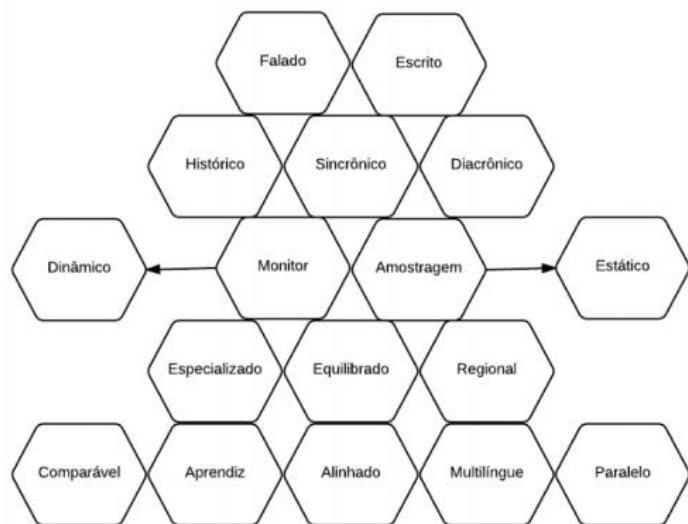 Falado
Escrito
Histórico
Sincrônico
Diacrônico
Dinâmico
Monitor
Amostragem
Estático
Especializado
Equilibrado
Regional
Comparável
Aprendiz
Alinhado
Multilíngue
Paralelo